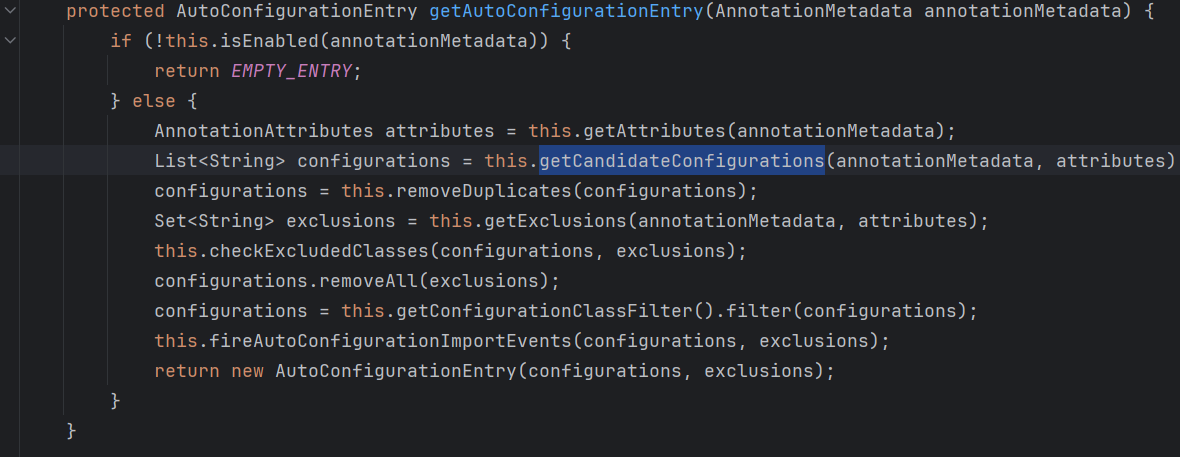 protected AutoConfigurationEntry getAutoConfigurationEntry(AnnotationMetadata annotationMetadata) {
if (!this.isEnabled(annotationMetadata)) {
return EMPTY_ENTRY;
} else {
AnnotationAttributes attributes = this.getAttributes(annotationMetadata);
List<String> configurations = this.getCandidateConfigurations(annotationMetadata, attributes)
configurations = this.removeDuplicates(configurations);
Set<String> exclusions = this.getExclusions(annotationMetadata, attributes);
this.checkExcludedClasses(configurations, exclusions);
configurations.removeAll(exclusions);
configurations = this.getConfigurationClassFilter().filter(configurations);
this.fireAutoConfigurationImportEvents(configurations, exclusions);
return new AutoConfigurationEntry(configurations, exclusions);
}
}